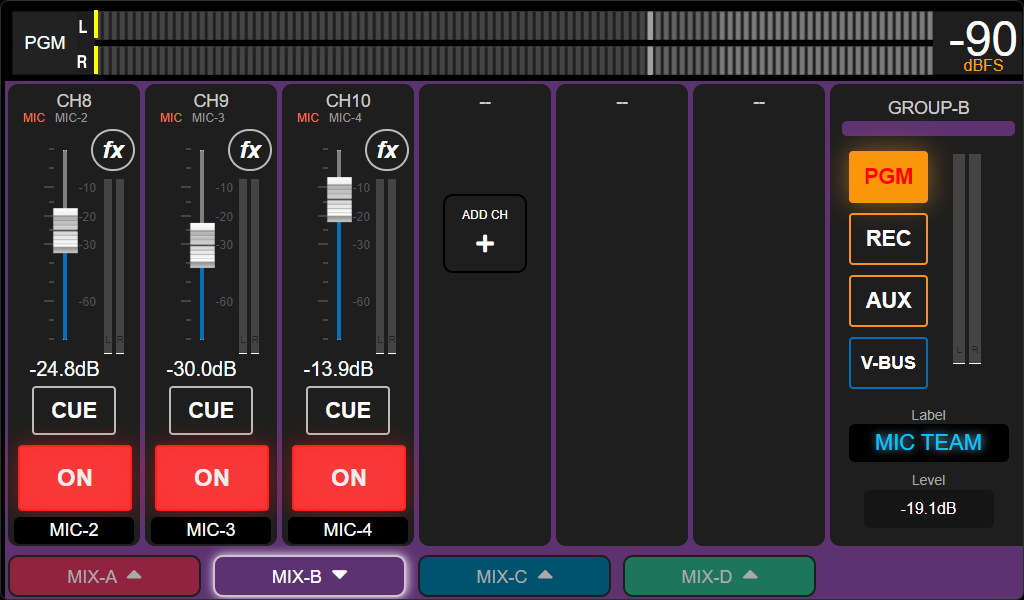 PGM
L
R
-90
dBFS
CH8
MIC MIC-2
fx
-10
-20
-30
-60
L R
-24.8dB
CUE
ON
MIC-2
CH9
MIC MIC-3
fx
-10
-20
-30
-60
L R
-30.0dB
CUE
ON
MIC-3
CH10
MIC MIC-4
fx
-10
-20
-30
-60
L R
-13.9dB
CUE
ON
MIC-4
--
ADD CH
+
--
--
GROUP-B
PGM
REC
AUX
V-BUS
L R
Label
MIC TEAM
Level
-19.1dB
MIX-A
MIX-B
MIX-C
MIX-D